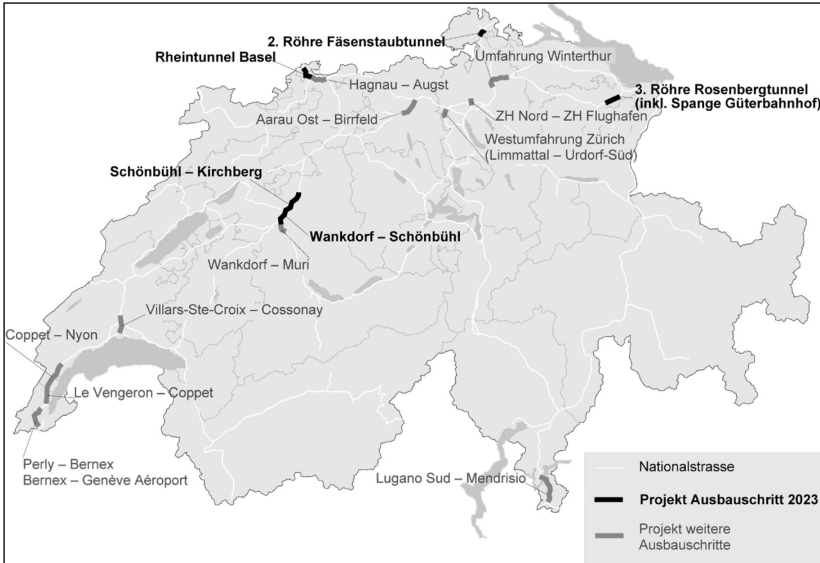 2. Röhre Fäsenstaubtunnel
Rheintunnel Basel
Umfahrung Winterthur
Hagnau – Augst
3. Röhre Rosenbergtunnel
(inkl. Spange Güterbahnhof)
Aarau Ost – Birrfeld
ZH Nord – ZH Flughafen
Westumfahrung Zürich
(Limmattal – Urdorf-Süd)
Schönbühl – Kirchberg
Wankdorf – Schönbühl
Wankdorf – Muri
Villars-Ste-Croix – Cossonay
Coppet – Nyon
Le Vengeron – Coppet
Perly – Bernex
Bernex – Genève Aéroport
Lugano Sud – Mendrisio
Nationalstrasse
Projekt Ausbauschritt 2023
Projekt weitere
Ausbauschritte